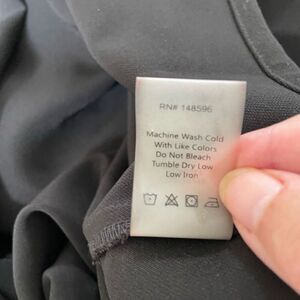 RN# 148596
Machine Wash Cold
With Like Colors
Do Not Bleach
Tumble Dry Low
Low Iron